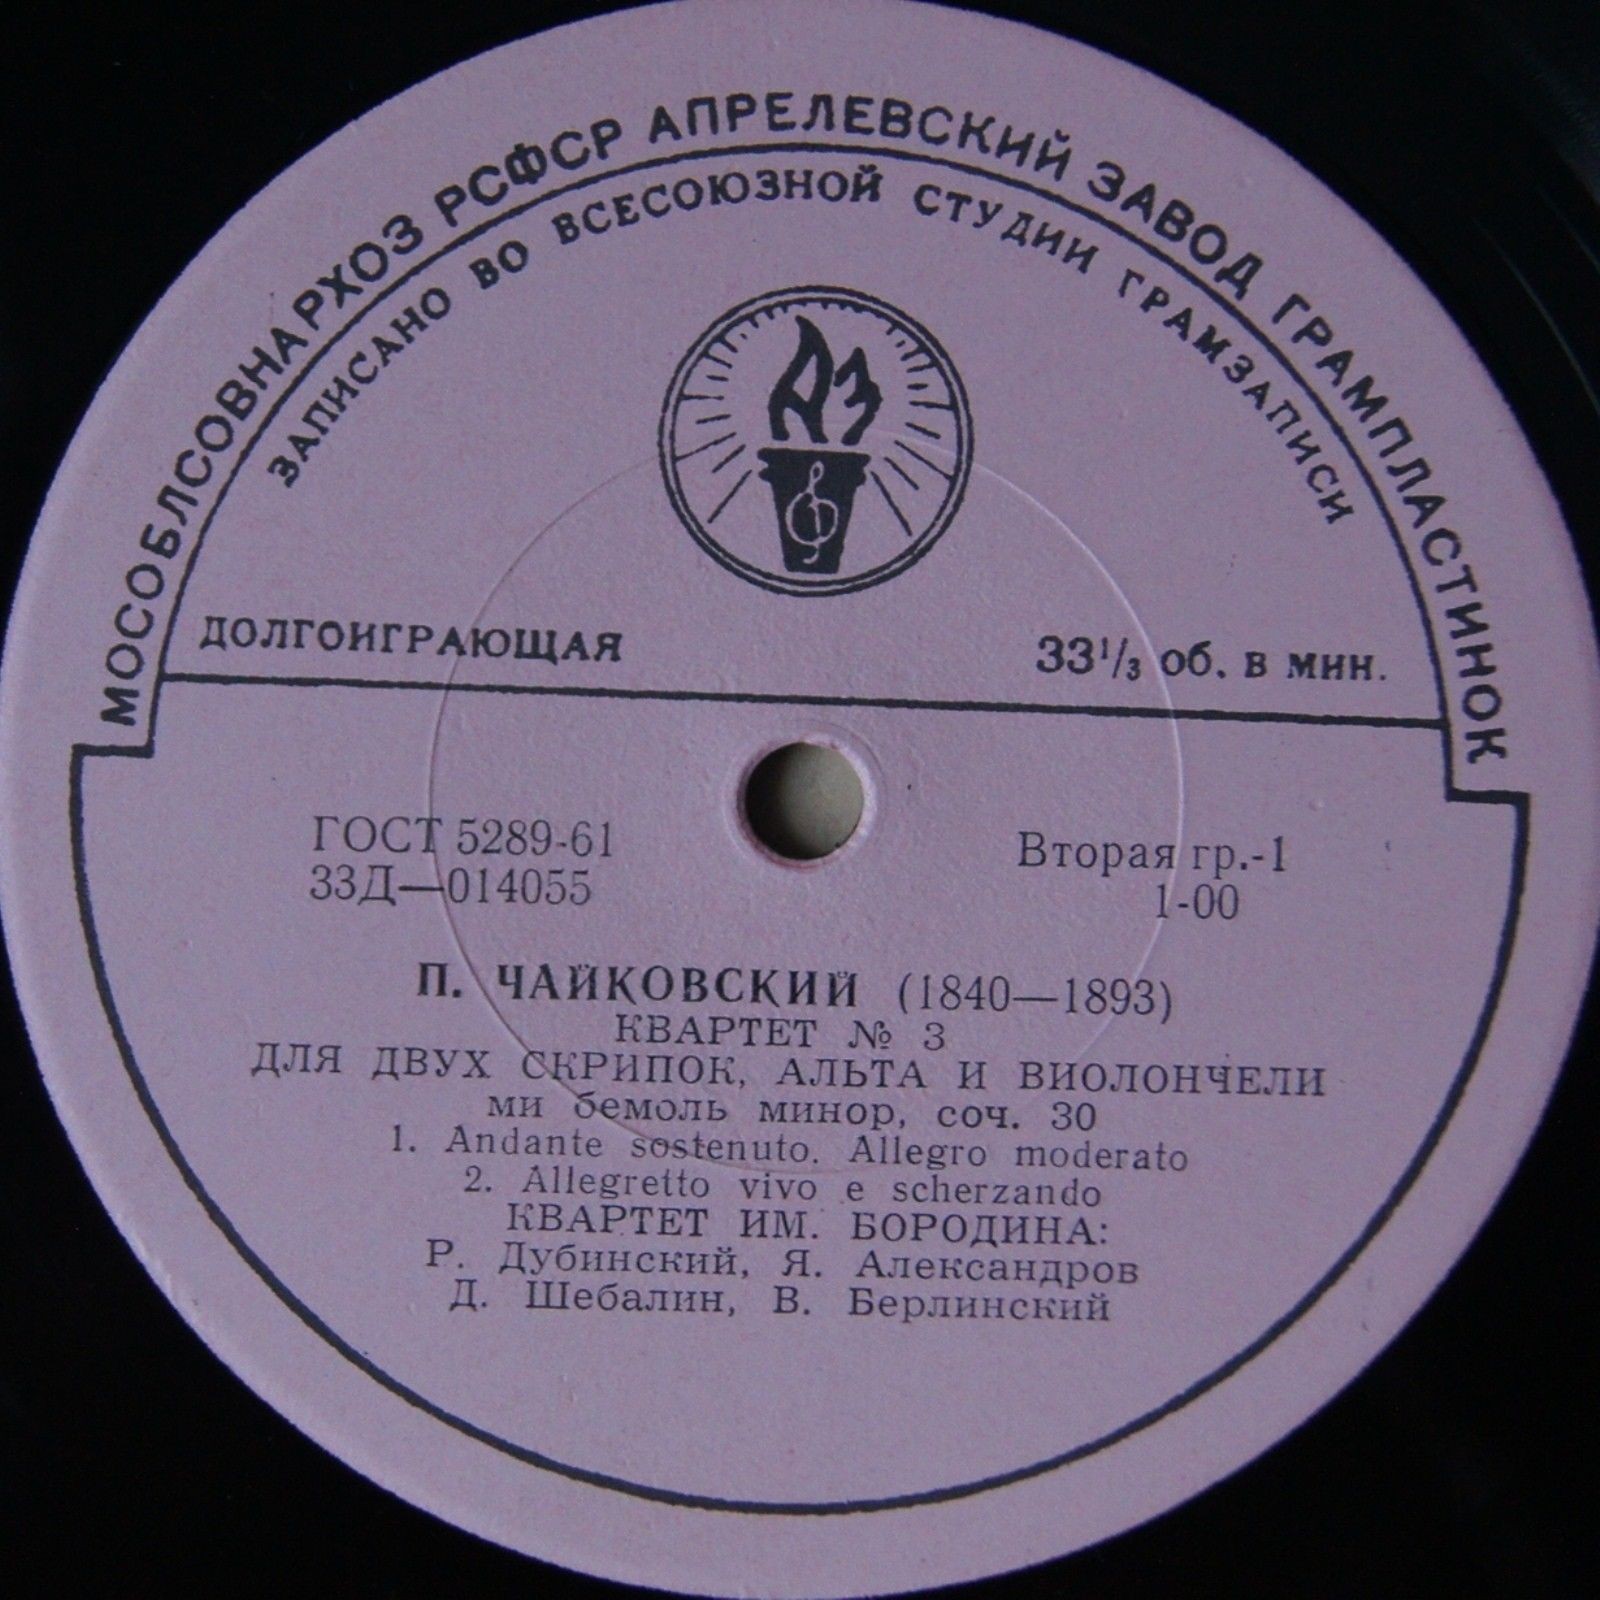 МОСОБЛСОВНАРХОЗ РСФСР АПРЕЛЕВСКИЙ ЗАВОД ГРАМПЛАСТИНОК
ЗАПИСАНО ВО ВСЕСОЮЗНОЙ СТУДИИ ГРАМЗАПИСИ
АЗ
ДОЛГОИГРАЮЩАЯ
33 1/3 об. в мин.
ГОСТ 5289-61
33Д—014055
Вторая гр.-1
1-00
П. ЧАЙКОВСКИЙ (1840—1893)
КВАРТЕТ № 3
ДЛЯ ДВУХ СКРИПОК, АЛЬТА И ВИОЛОНЧЕЛИ
ми бемоль минор, соч. 30
1. Andante sostenuto. Allegro moderato
2. Allegretto vivo e scherzando
КВАРТЕТ ИМ. БОРОДИНА:
Р. Дубинский, Я. Александров
Д. Шебалин, В. Берлинский